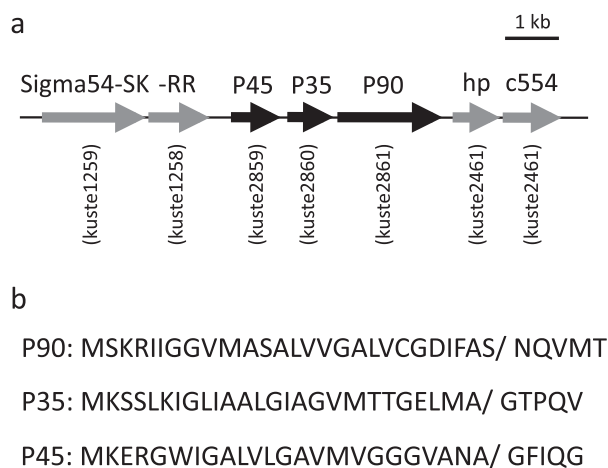 a
1 kb
Sigma54-SK -RR P45 P35 P90 hp c554
(kuste1259) (kuste1258) (kuste2859) (kuste2860) (kuste2861) (kuste2461) (kuste2461)
b
P90: MSKRIIGGVMASALVVGALVCGDIFAS/ NQVMT
P35: MKSSLKIGLIAALGIAGVMTTGELMA/ GTPQV
P45: MKERGWIGALVLGAVMVGGGVANA/ GFIQG